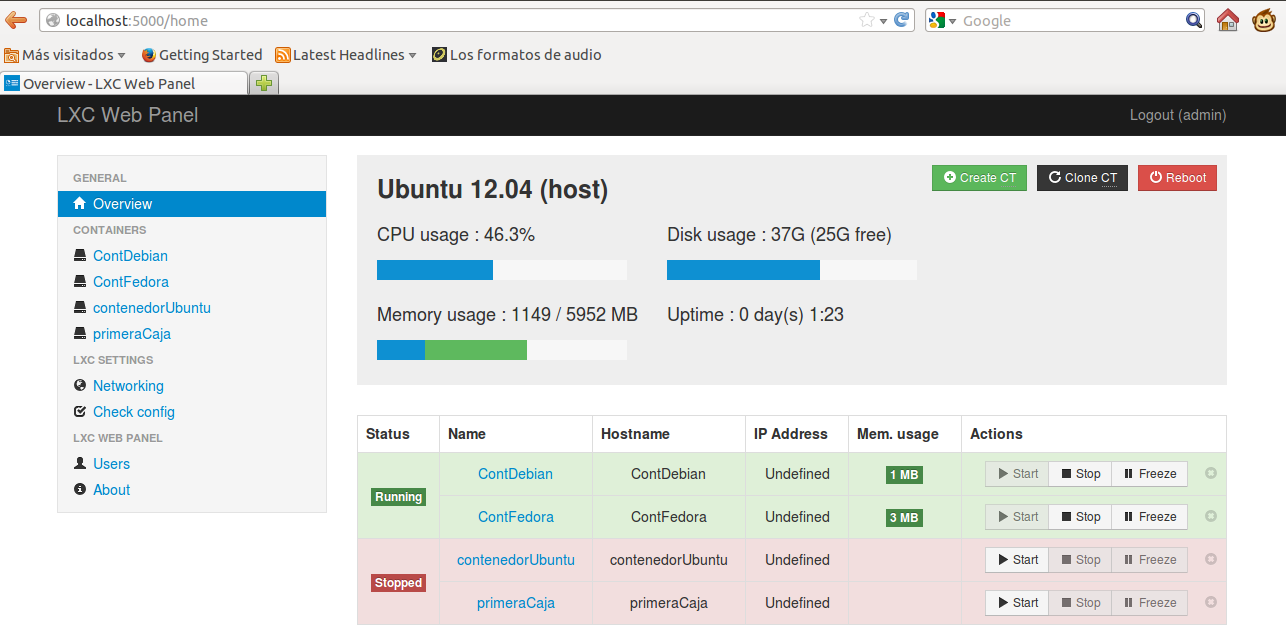 localhost:5000/home
Google
Más visitados
Getting Started
Latest Headlines
Los formatos de audio
Overview - LXC Web Panel
LXC Web Panel
Logout (admin)
GENERAL
Overview
CONTAINERS
ContDebian
ContFedora
contenedorUbuntu
primeraCaja
LXC SETTINGS
Networking
Check config
LXC WEB PANEL
Users
About
Ubuntu 12.04 (host)
Create CT
Clone CT
Reboot
CPU usage : 46.3%
Disk usage : 37G (25G free)
Memory usage : 1149 / 5952 MB
Uptime : 0 day(s) 1:23
Status Name Hostname IP Address Mem. usage Actions
Running
ContDebian ContDebian Undefined 1 MB Start Stop Freeze
ContFedora ContFedora Undefined 3 MB Start Stop Freeze
Stopped
contenedorUbuntu contenedorUbuntu Undefined Start Stop Freeze
primeraCaja primeraCaja Undefined Start Stop Freeze